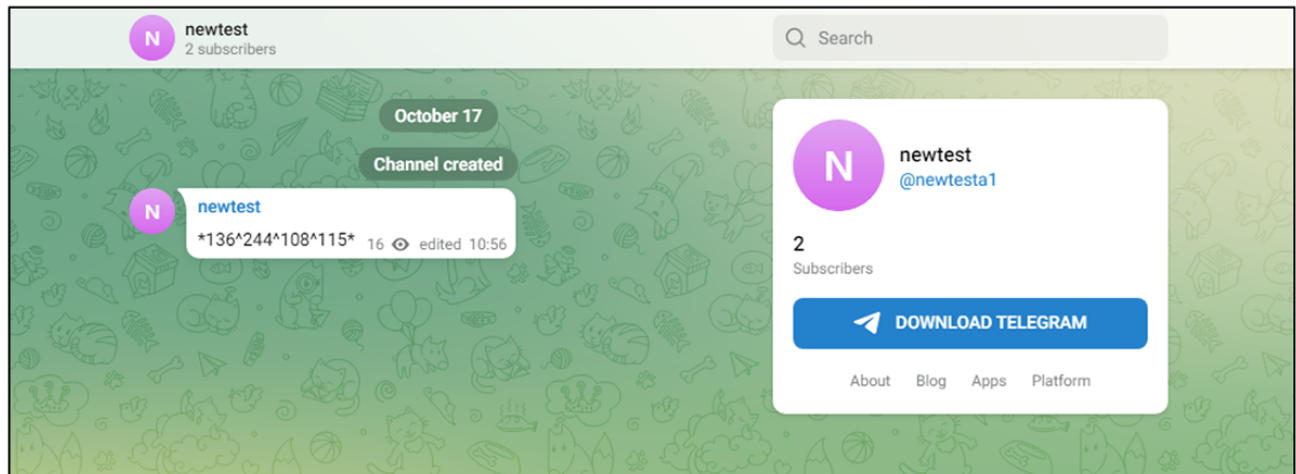 N
newtest
2 subscribers
Search
October 17
Channel created
N
newtest
*136^244^108^115* 16 edited 10:56
N
newtest
@newtesta1
2
Subscribers
DOWNLOAD TELEGRAM
About Blog Apps Platform